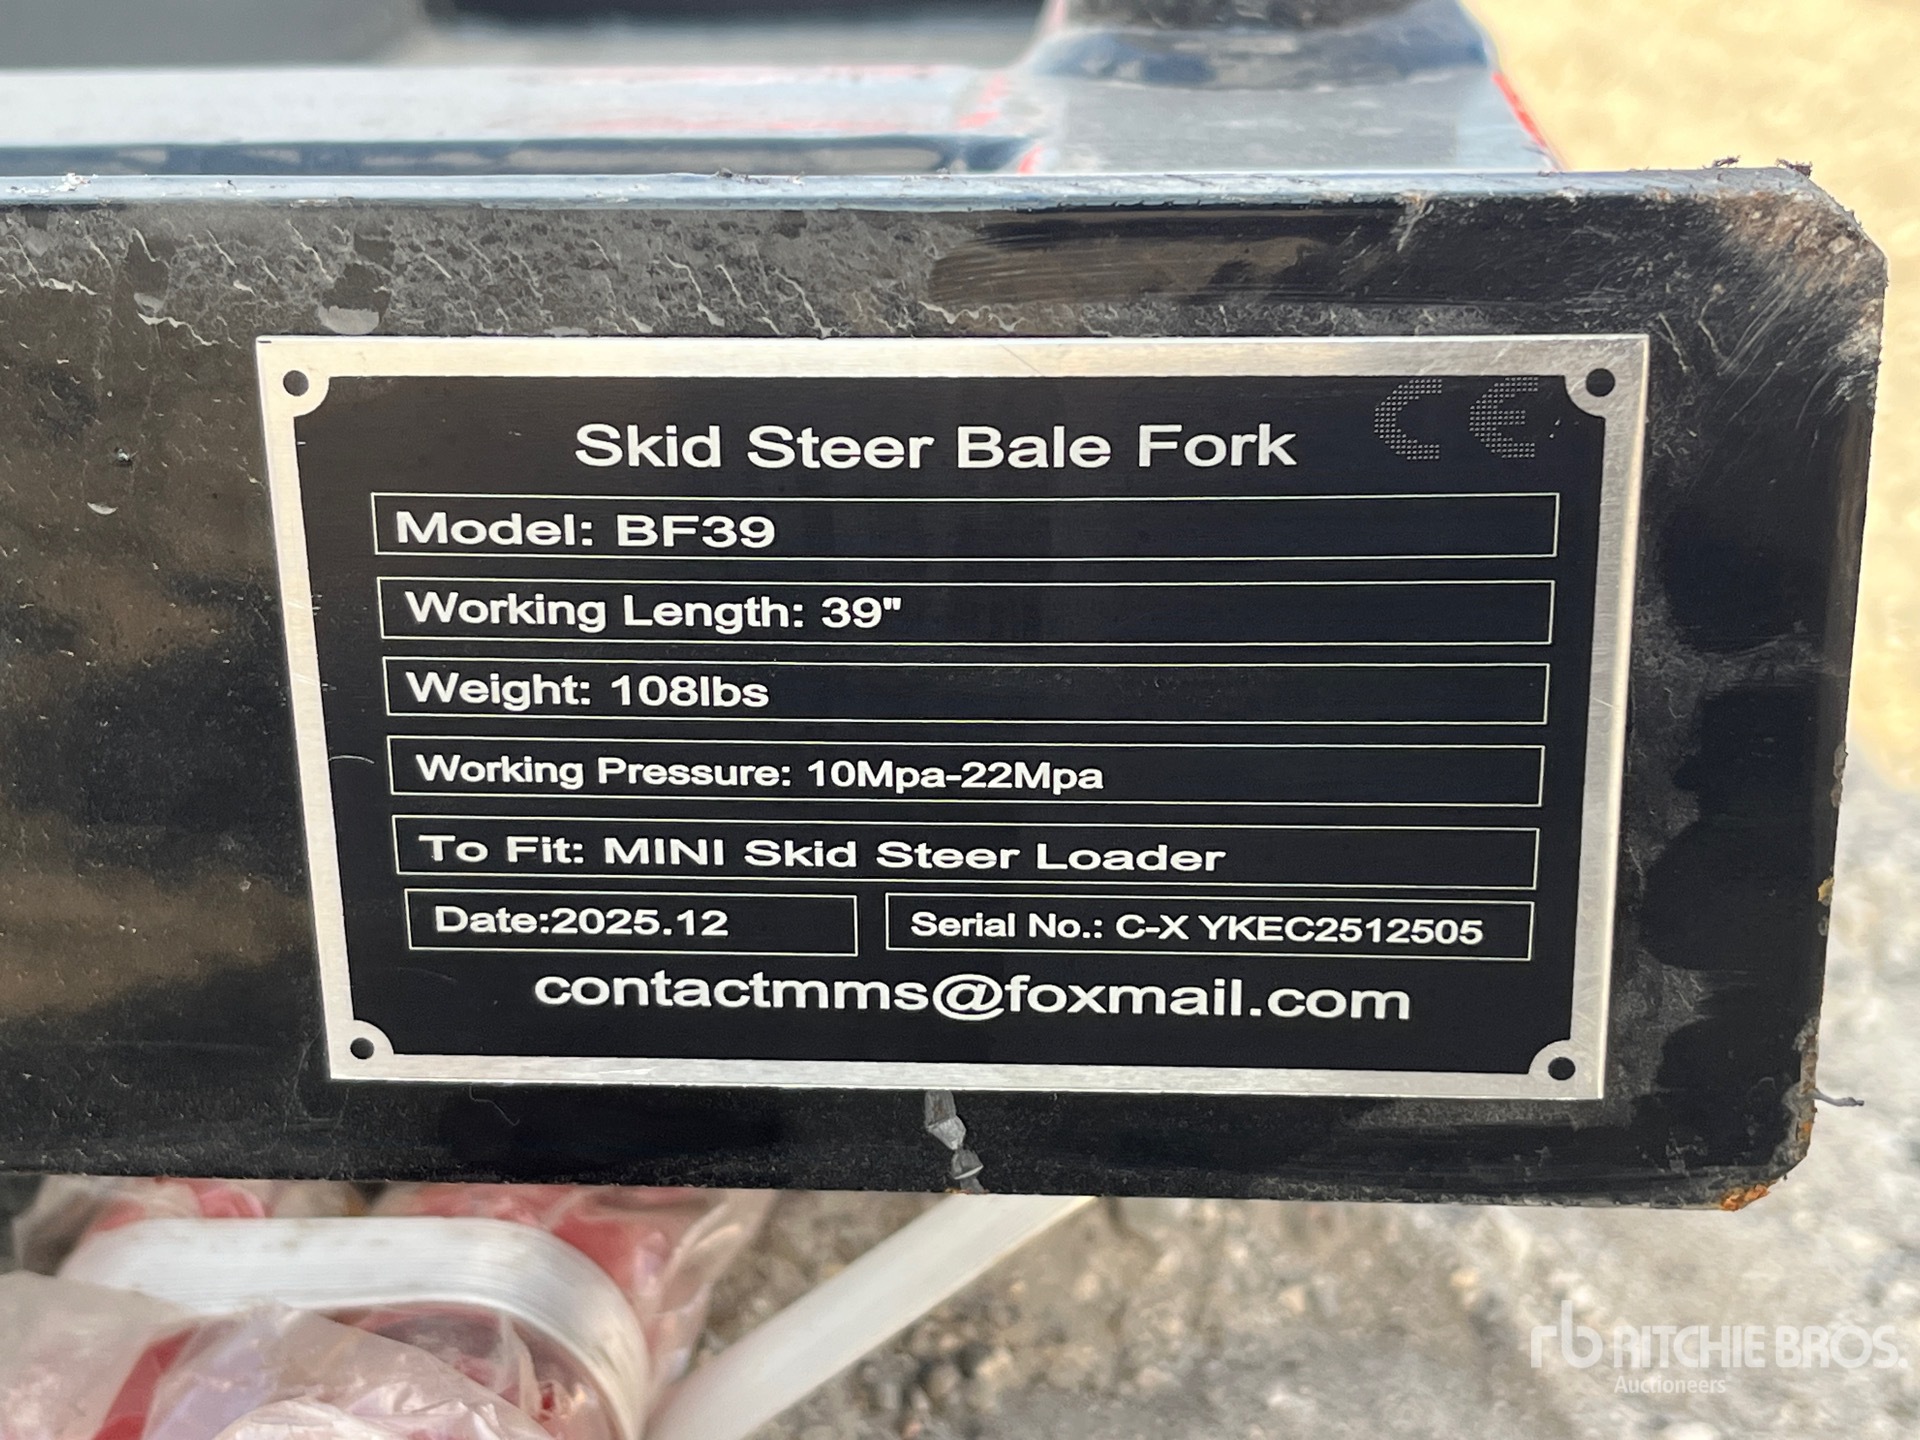 CE
Skid Steer Bale Fork
Model: BF39
Working Length: 39"
Weight: 108lbs
Working Pressure: 10Mpa-22Mpa
To Fit: MINI Skid Steer Loader
Date:2025.12
Serial No.: C-X YKEC2512505
contactmms@foxmail.com
rb RITCHIE BROS.
Auctioneers